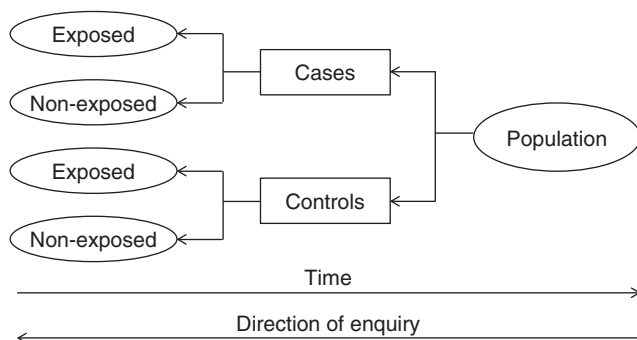 Exposed
Cases
Non-exposed
Population
Exposed
Controls
Non-exposed
Time
Direction of enquiry